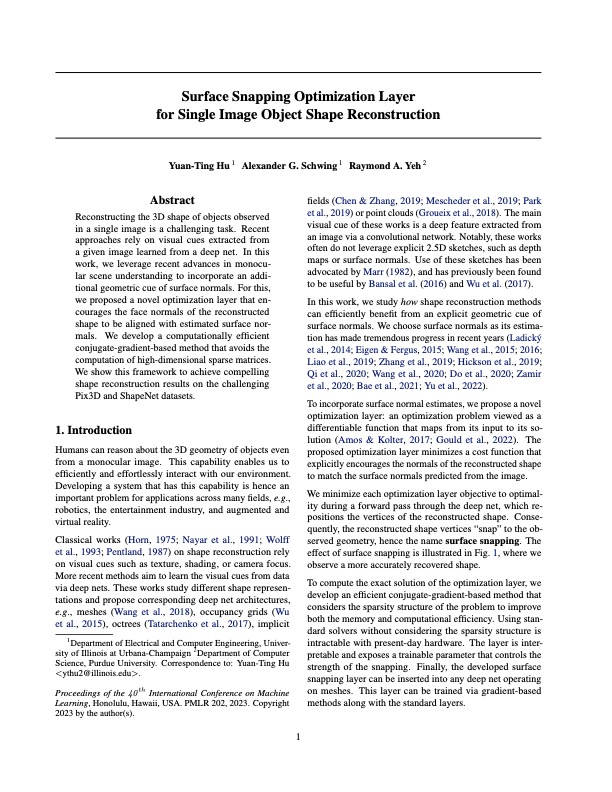 Surface Snapping Optimization Layer
for Single Image Object Shape Reconstruction
Yuan-Ting Hu 1 Alexander G. Schwing 1 Raymond A. Yeh 2
Abstract
Reconstructing the 3D shape of objects observed
in a single image is a challenging task. Recent
approaches rely on visual cues extracted from
a given image learned from a deep net. In this
work, we leverage recent advances in monocu-
lar scene understanding to incorporate an addi-
tional geometric cue of surface normals. For this,
we proposed a novel optimization layer that en-
courages the face normals of the reconstructed
shape to be aligned with estimated surface nor-
mals. We develop a computationally efficient
conjugate-gradient-based method that avoids the
computation of high-dimensional sparse matrices.
We show this framework to achieve compelling
shape reconstruction results on the challenging
Pix3D and ShapeNet datasets.
1. Introduction
Humans can reason about the 3D geometry of objects even
from a monocular image. This capability enables us to
efficiently and effortlessly interact with our environment.
Developing a system that has this capability is hence an
important problem for applications across many fields, e.g.,
robotics, the entertainment industry, and augmented and
virtual reality.
Classical works (Horn, 1975; Nayar et al., 1991; Wolff
et al., 1993; Pentland, 1987) on shape reconstruction rely
on visual cues such as texture, shading, or camera focus.
More recent methods aim to learn the visual cues from data
via deep nets. These works study different shape represen-
tations and propose corresponding deep net architectures,
e.g., meshes (Wang et al., 2018), occupancy grids (Wu
et al., 2015), octrees (Tatarchenko et al., 2017), implicit
1Department of Electrical and Computer Engineering, Univer-
sity of Illinois at Urbana-Champaign 2Department of Computer
Science, Purdue University. Correspondence to: Yuan-Ting Hu
<ythu2@illinois.edu>.
Proceedings of the 40th International Conference on Machine
Learning, Honolulu, Hawaii, USA. PMLR 202, 2023. Copyright
2023 by the author(s).
fields (Chen & Zhang, 2019; Mescheder et al., 2019; Park
et al., 2019) or point clouds (Groueix et al., 2018). The main
visual cue of these works is a deep feature extracted from
an image via a convolutional network. Notably, these works
often do not leverage explicit 2.5D sketches, such as depth
maps or surface normals. Use of these sketches has been
advocated by Marr (1982), and has previously been found
to be useful by Bansal et al. (2016) and Wu et al. (2017).
In this work, we study how shape reconstruction methods
can efficiently benefit from an explicit geometric cue of
surface normals. We choose surface normals as its estima-
tion has made tremendous progress in recent years (Ladický
et al., 2014; Eigen & Fergus, 2015; Wang et al., 2015; 2016;
Liao et al., 2019; Zhang et al., 2019; Hickson et al., 2019;
Qi et al., 2020; Wang et al., 2020; Do et al., 2020; Zamir
et al., 2020; Bae et al., 2021; Yu et al., 2022).
To incorporate surface normal estimates, we propose a novel
optimization layer: an optimization problem viewed as a
differentiable function that maps from its input to its so-
lution (Amos & Kolter, 2017; Gould et al., 2022). The
proposed optimization layer minimizes a cost function that
explicitly encourages the normals of the reconstructed shape
to match the surface normals predicted from the image.
We minimize each optimization layer objective to optimal-
ity during a forward pass through the deep net, which re-
positions the vertices of the reconstructed shape. Conse-
quently, the reconstructed shape vertices “snap” to the ob-
served geometry, hence the name surface snapping. The
effect of surface snapping is illustrated in Fig. 1, where we
observe a more accurately recovered shape.
To compute the exact solution of the optimization layer, we
develop an efficient conjugate-gradient-based method that
considers the sparsity structure of the problem to improve
both the memory and computational efficiency. Using stan-
dard solvers without considering the sparsity structure is
intractable with present-day hardware. The layer is inter-
pretable and exposes a trainable parameter that controls the
strength of the snapping. Finally, the developed surface
snapping layer can be inserted into any deep net operating
on meshes. This layer can be trained via gradient-based
methods along with the standard layers.
1